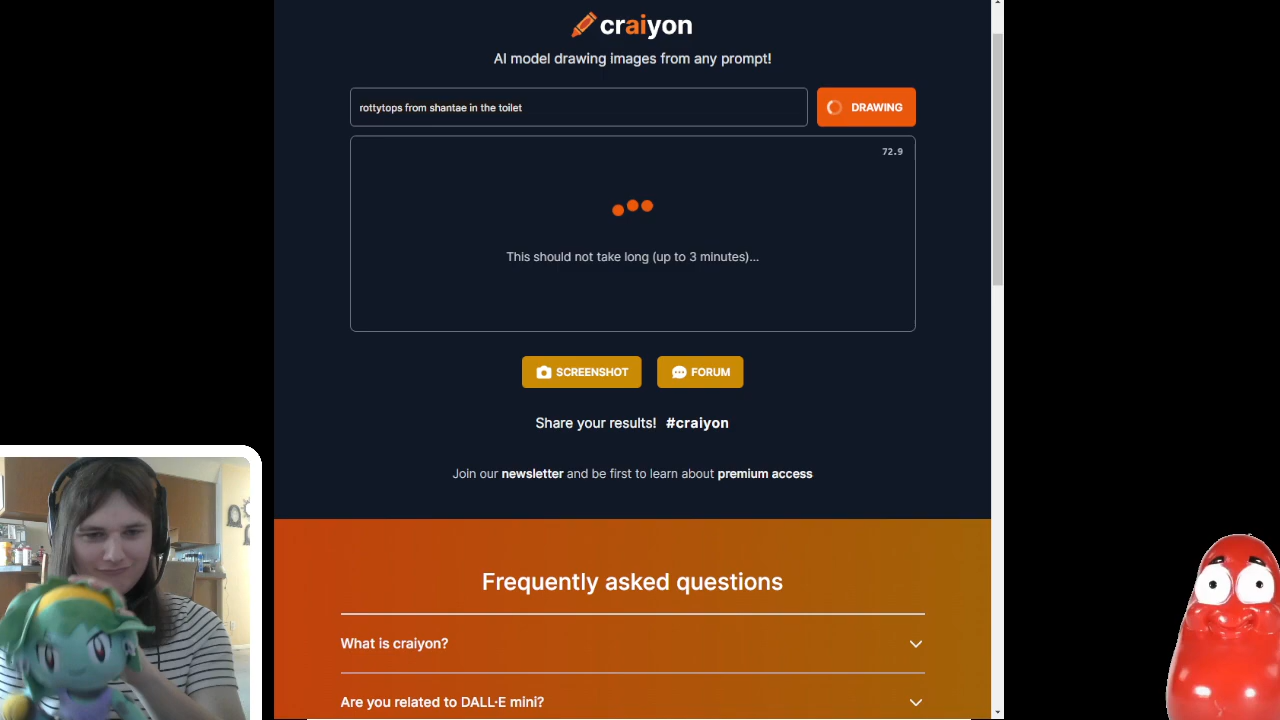 craiyon
AI model drawing images from any prompt!
rottytops from shantae in the toilet
DRAWING
72.9
This should not take long (up to 3 minutes)...
SCREENSHOT
FORUM
Share your results! #craiyon
Join our newsletter and be first to learn about premium access
Frequently asked questions
What is craiyon?
Are you related to DALL·E mini?